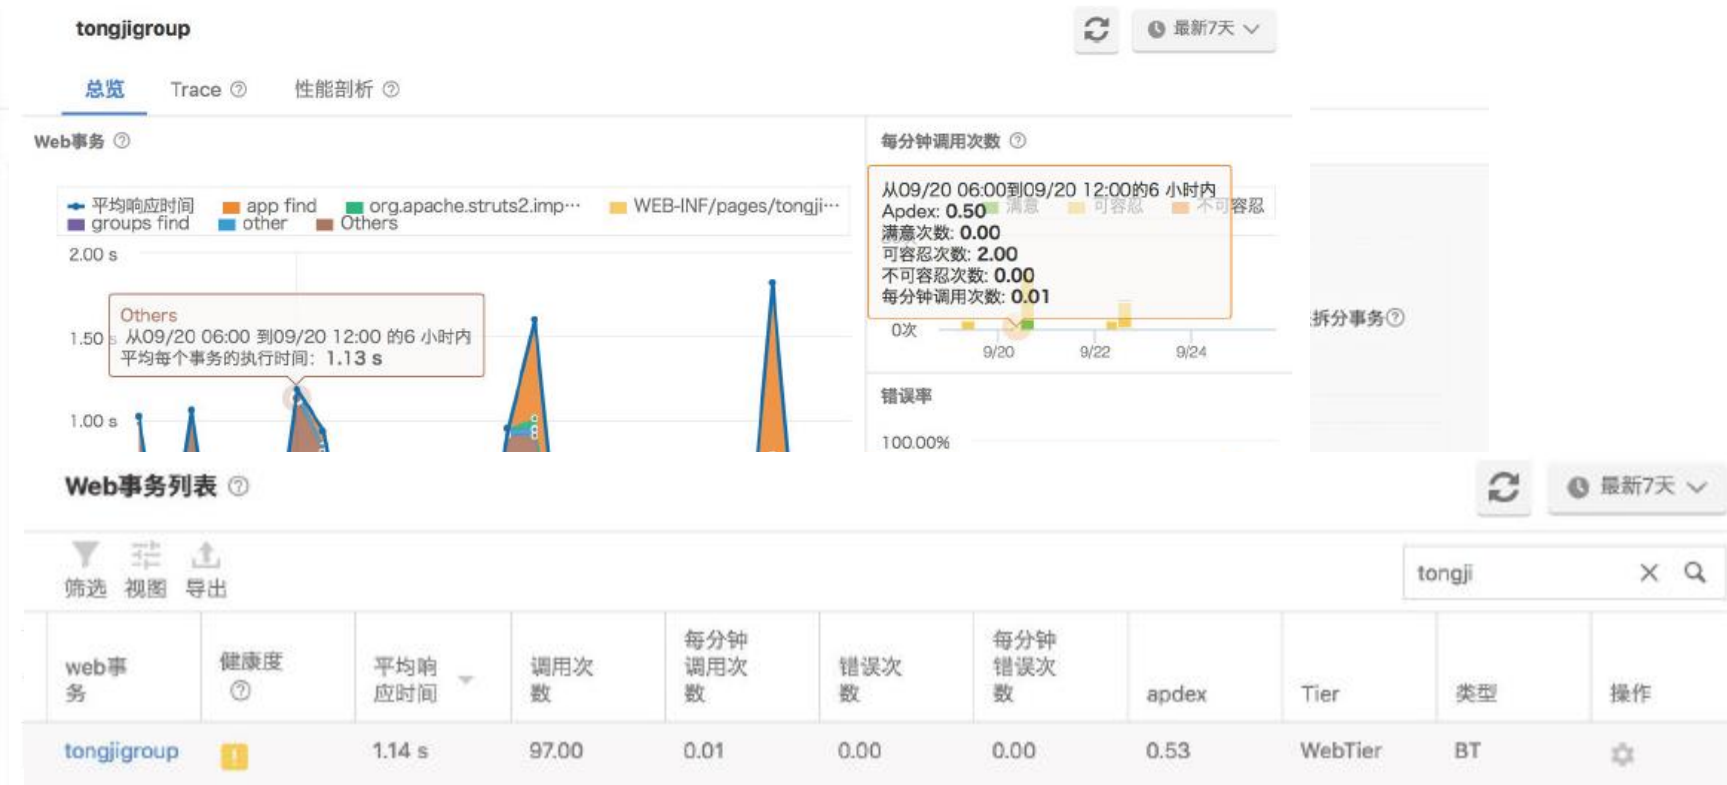 tongjigroup
最新7天
总览 Trace 性能剖析
Web事务
每分钟调用次数
平均响应时间 app find org.apache.struts2.imp··· WEB-INF/pages/tongji···
groups find other Others
2.00 s
1.50 s
1.00 s
Others
从09/20 06:00 到09/20 12:00 的6 小时内
平均每个事务的执行时间: 1.13 s
从09/20 06:00到09/20 12:00的6 小时内
Apdex: 0.50
满意 可容忍 不可容忍
满意次数: 0.00
可容忍次数: 2.00
不可容忍次数: 0.00
每分钟调用次数: 0.01
0次
9/20 9/22 9/24
错误率
100.00%
拆分事务
Web事务列表
最新7天
筛选 视图 导出
tongji
web事务 健康度 平均响应时间 调用次数 每分钟调用次数 错误次数 每分钟错误次数 apdex Tier 类型 操作
tongjigroup 1.14 s 97.00 0.01 0.00 0.00 0.53 WebTier BT